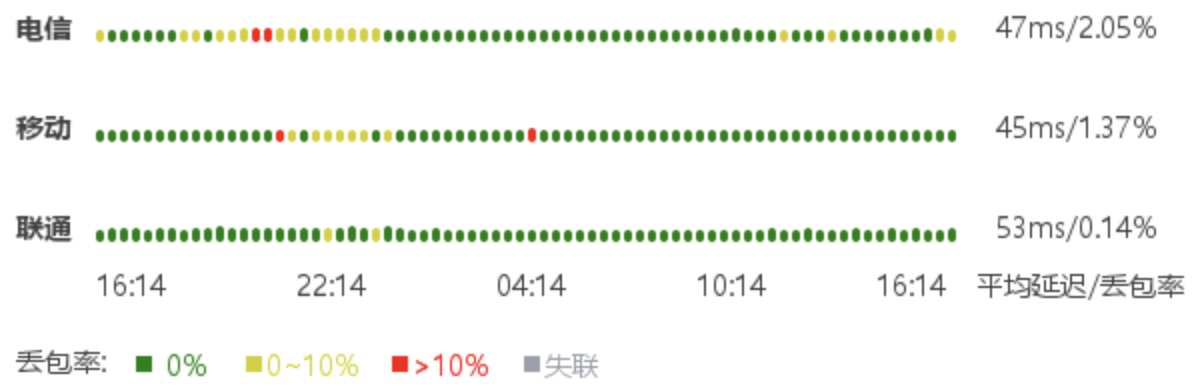 电信 47ms/2.05%
移动 45ms/1.37%
联通 53ms/0.14%
16:14 22:14 04:14 10:14 16:14 平均延迟/丢包率
丢包率: 0% 0~10% >10% 失联